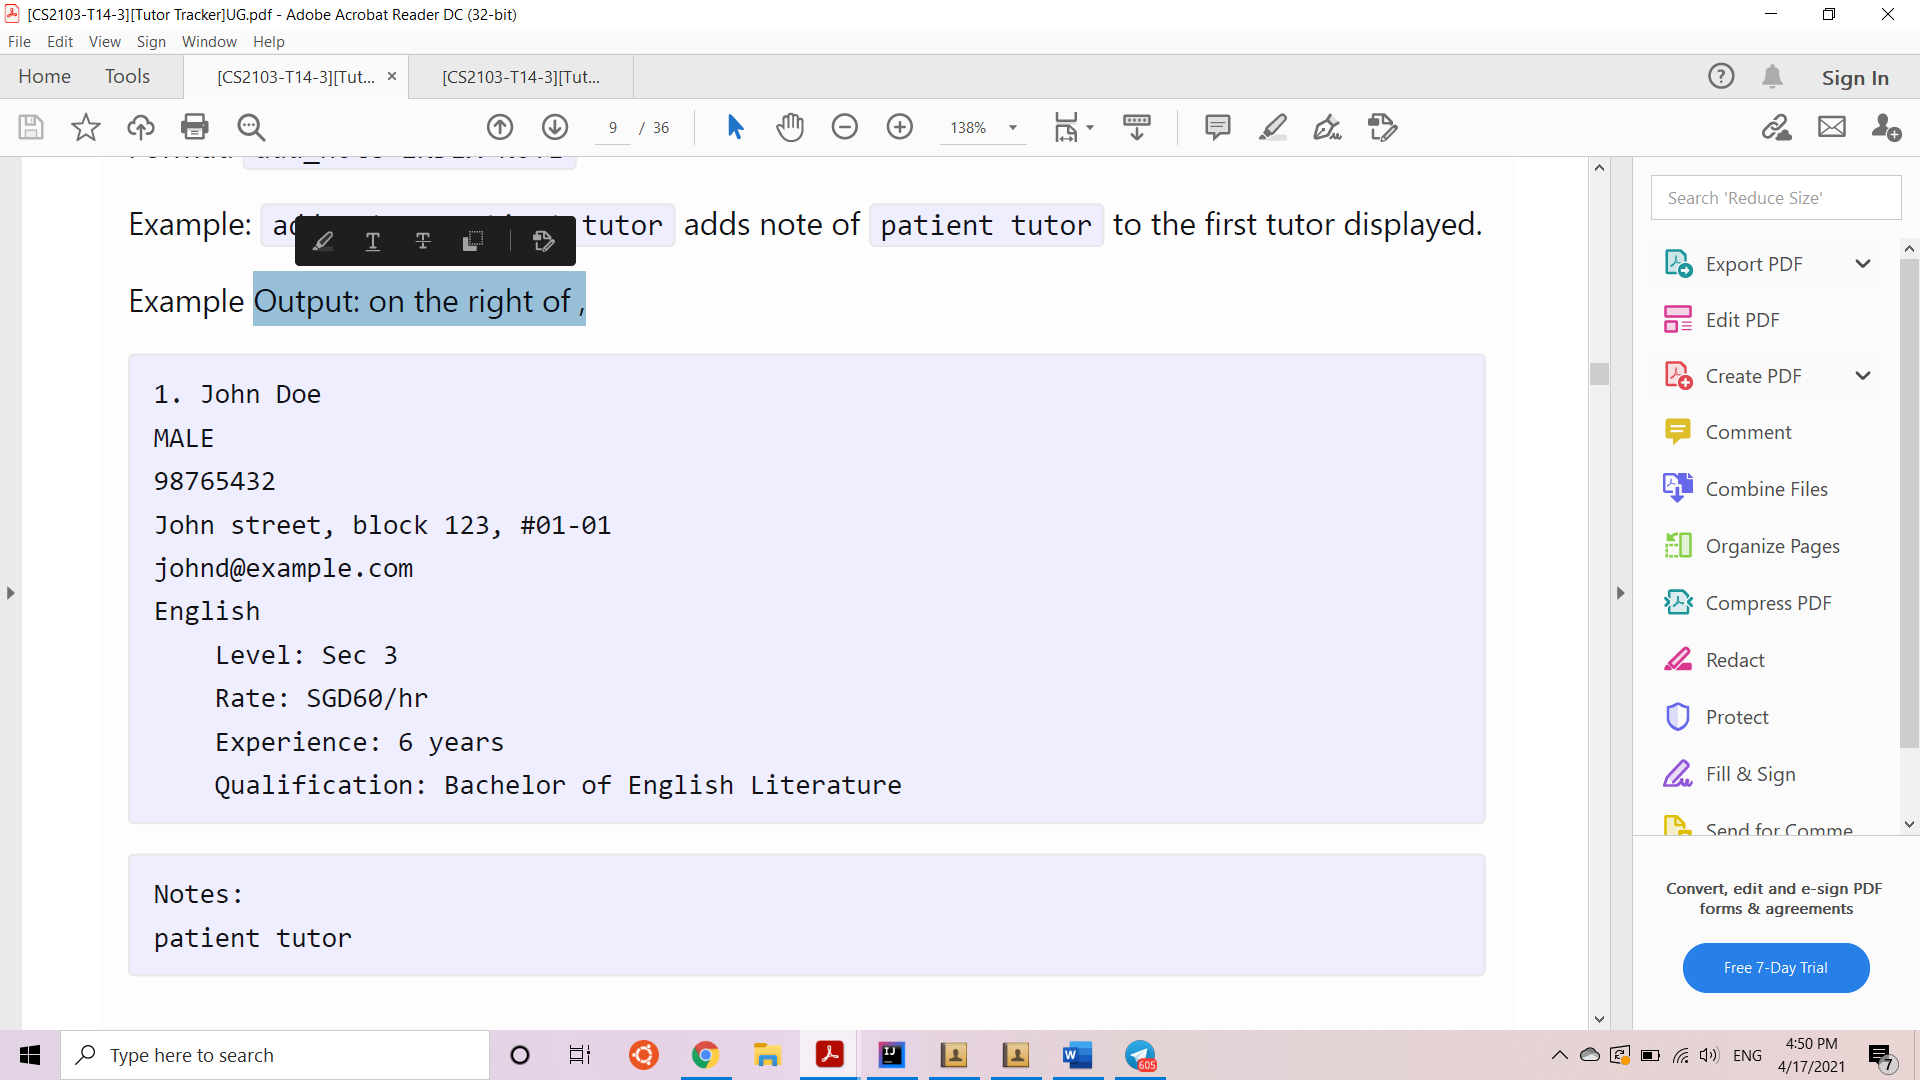 [CS2103-T14-3][Tutor Tracker]UG.pdf - Adobe Acrobat Reader DC (32-bit)
File Edit View Sign Window Help
Home Tools [CS2103-T14-3][Tut... × [CS2103-T14-3][Tut... Sign In
9 / 36 138%
Example: tutor adds note of patient tutor to the first tutor displayed.
Example Output: on the right of ,
1. John Doe
MALE
98765432
John street, block 123, #01-01
johnd@example.com
English
Level: Sec 3
Rate: SGD60/hr
Experience: 6 years
Qualification: Bachelor of English Literature
Notes:
patient tutor
Search 'Reduce Size'
Export PDF
Edit PDF
Create PDF
Comment
Combine Files
Organize Pages
Compress PDF
Redact
Protect
Fill & Sign
Send for Comme
Convert, edit and e-sign PDF
forms & agreements
Free 7-Day Trial
Type here to search
605
ENG
4:50 PM
4/17/2021
7